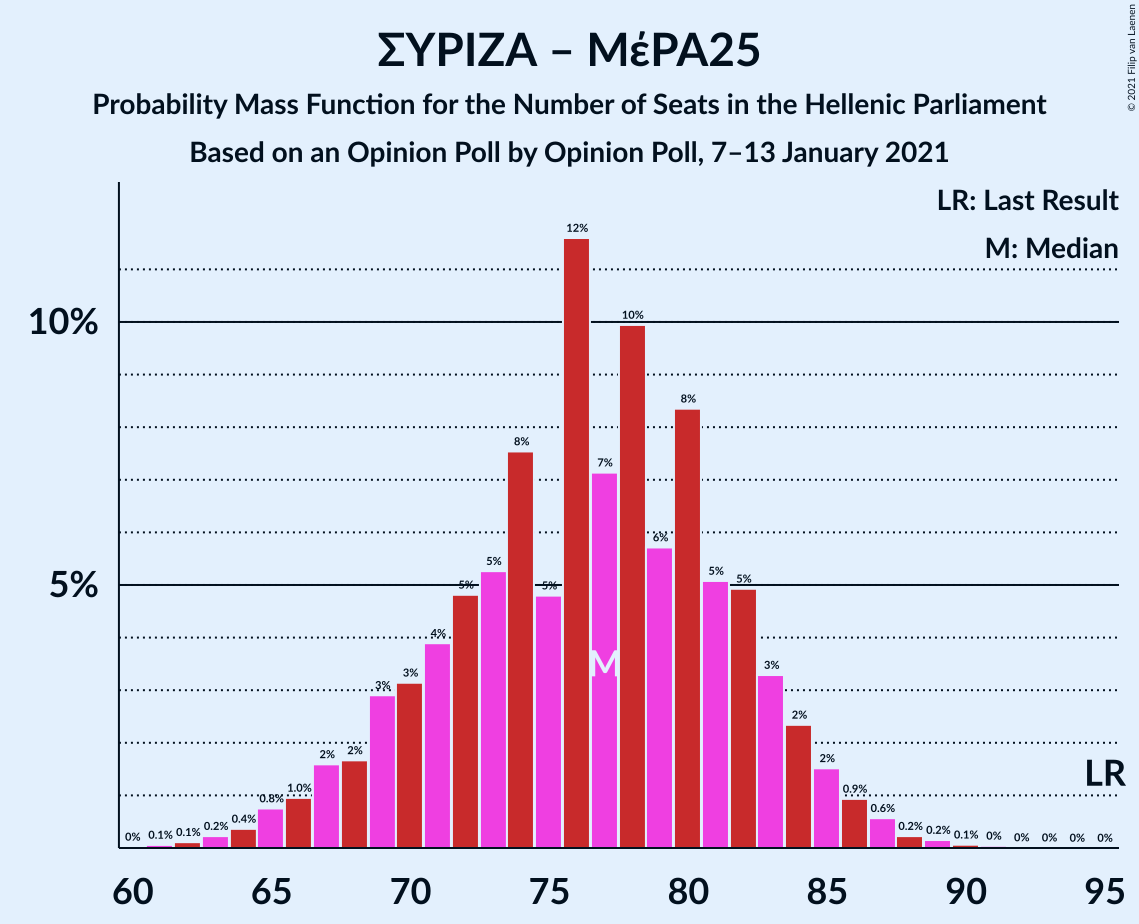 ΣΥΡΙΖΑ – ΜέΡΑ25
Probability Mass Function for the Number of Seats in the Hellenic Parliament
Based on an Opinion Poll by Opinion Poll, 7–13 January 2021
© 2021 Filip van Laenen
LR: Last Result
M: Median
12%
10%
10%
8%
8%
7%
6%
5%
5%
5%
5%
5%
5%
4%
M
3%
3%
3%
2%
2%
2%
2%
LR
0% 0.1% 0.1% 0.2% 0.4% 0.8% 1.0%
0.9% 0.6% 0.2% 0.2% 0.1% 0% 0% 0% 0% 0%
60 65 70 75 80 85 90 95